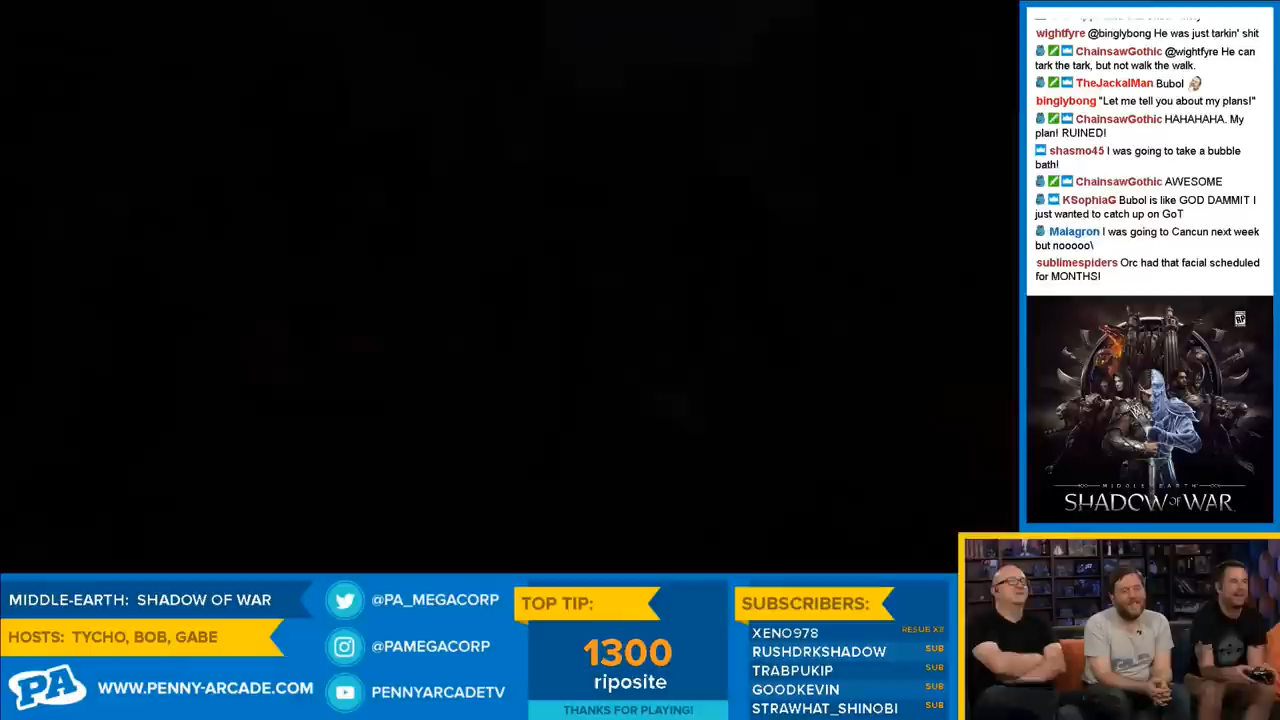 wightfyre @binglybong He was just tarkin' shit
ChainsawGothic @wightfyre He can
tark the tark, but not walk the walk.
TheJackalMan Bubol
binglybong "Let me tell you about my plans!"
ChainsawGothic HAHAHAHA. My
plan! RUINED!
shasmo45 I was going to take a bubble
bath!
ChainsawGothic AWESOME
KSophiaG Bubol is like GOD DAMMIT I
just wanted to catch up on GoT
Malagron I was going to Cancun next week
but nooooo\
sublimespiders Orc had that facial scheduled
for MONTHS!
MIDDLE-EARTH
SHADOW OF WAR
MIDDLE-EARTH: SHADOW OF WAR
HOSTS: TYCHO, BOB, GABE
PA
WWW.PENNY-ARCADE.COM
@PA_MEGACORP
@PAMEGACORP
PENNYARCADETV
TOP TIP:
1300
riposite
THANKS FOR PLAYING!
SUBSCRIBERS:
XENO978 RESUB X8
RUSHDRKSHADOW SUB
TRABPUKIP SUB
GOODKEVIN SUB
STRAWHAT_SHINOBI SUB